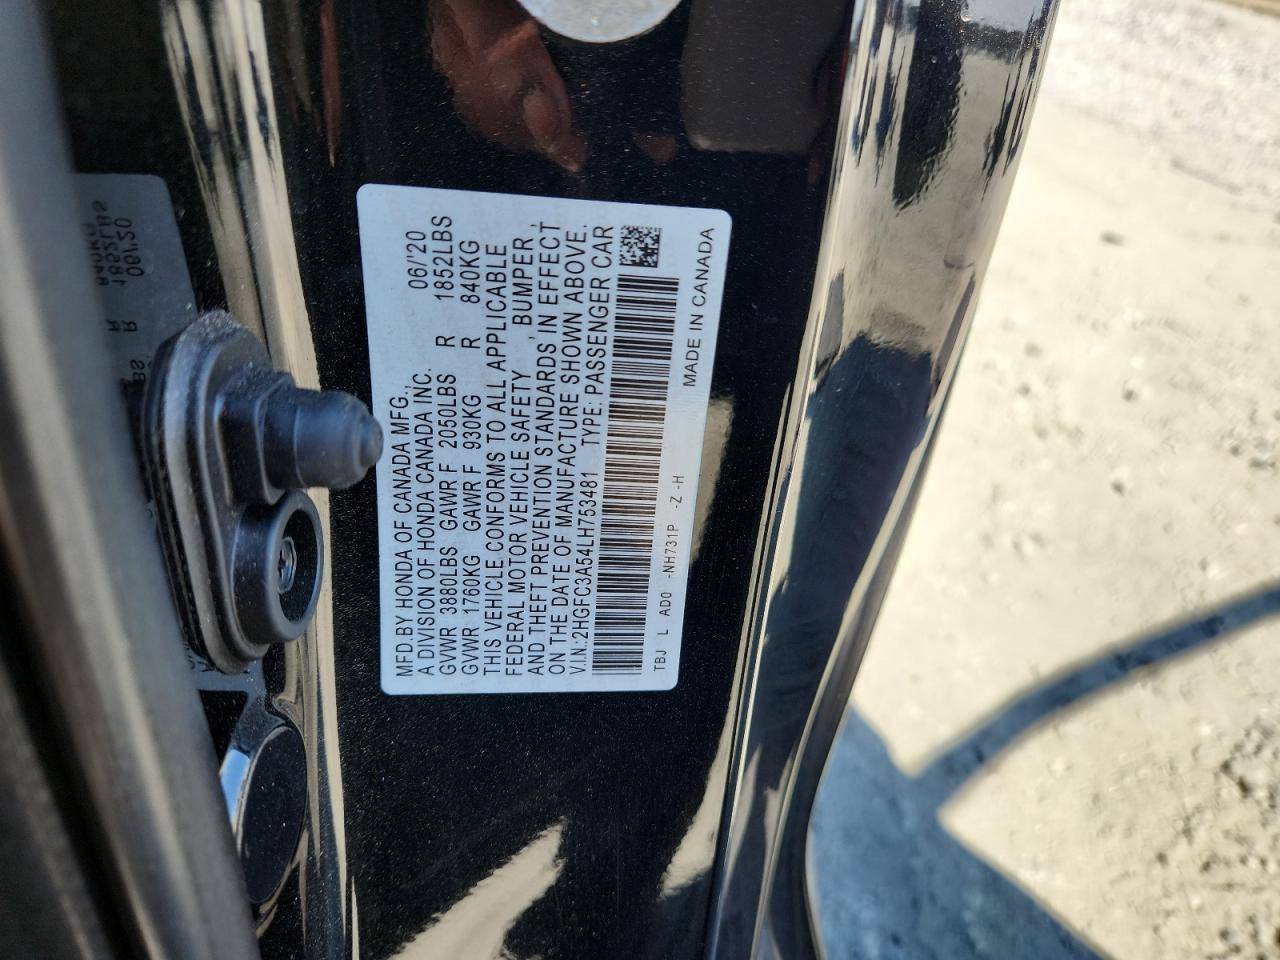 MFD.BY HONDA OF CANADA MFG., 06/'20
A DIVISION OF HONDA CANADA INC.
GVWR 3880LBS GAWR F 2050LBS R 1852LBS
GVWR 1760KG GAWR F 930KG R 840KG
THIS VEHICLE CONFORMS TO ALL APPLICABLE
FEDERAL MOTOR VEHICLE SAFETY , BUMPER ,
AND THEFT PREVENTION STANDARDS IN EFFECT
ON THE DATE OF MANUFACTURE SHOWN ABOVE.
V.I.N.:2HGFC3A54LH753481 TYPE: PASSENGER CAR
TBJ L AD0 -NH731P -Z -H
MADE IN CANADA